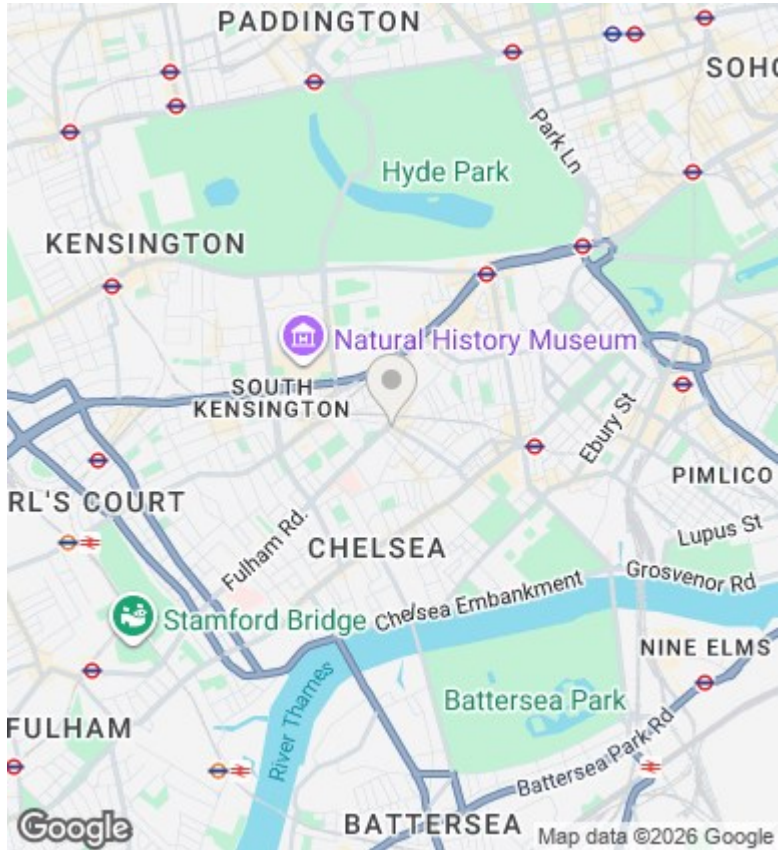 PADDINGTON
SOHO
Park Ln
Hyde Park
KENSINGTON
Natural History Museum
SOUTH
KENSINGTON
Ebury St
RL'S COURT
PIMLICO
Fulham Rd.
CHELSEA
Lupus St
Grosvenor Rd
Chelsea Embankment
Stamford Bridge
NINE ELMS
River Thames
Battersea Park
FULHAM
Battersea Park Rd
BATTERSEA
Google
Map data ©2026 Google